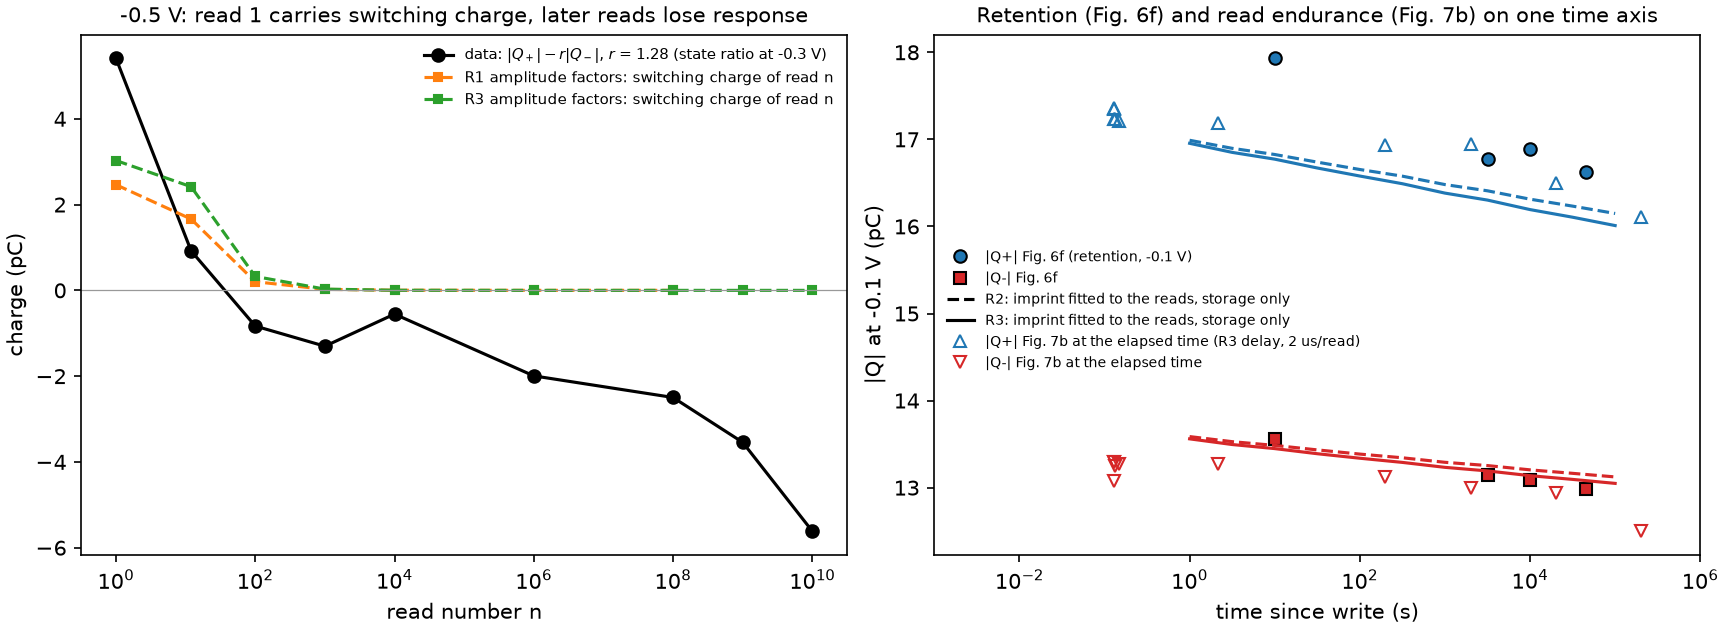 -0.5 V: read 1 carries switching charge, later reads lose response
data: |Q₊| − r|Q₋|, r = 1.28 (state ratio at -0.3 V)
R1 amplitude factors: switching charge of read n
R3 amplitude factors: switching charge of read n
charge (pC)
4
2
0
−2
−4
−6
10⁰
10²
10⁴
10⁶
10⁸
10¹⁰
read number n
Retention (Fig. 6f) and read endurance (Fig. 7b) on one time axis
|Q| at -0.1 V (pC)
18
17
16
15
14
13
|Q+| Fig. 6f (retention, -0.1 V)
|Q-| Fig. 6f
R2: imprint fitted to the reads, storage only
R3: imprint fitted to the reads, storage only
|Q+| Fig. 7b at the elapsed time (R3 delay, 2 us/read)
|Q-| Fig. 7b at the elapsed time
10⁻²
10⁰
10²
10⁴
10⁶
time since write (s)